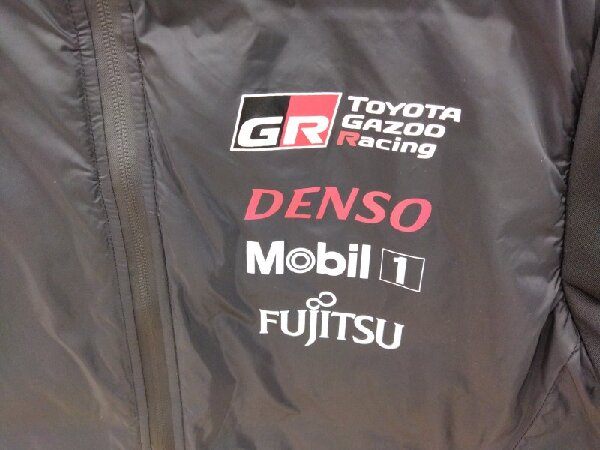 GR TOYOTA
GAZOO
Racing
DENSO
Mobil 1
FUJITSU